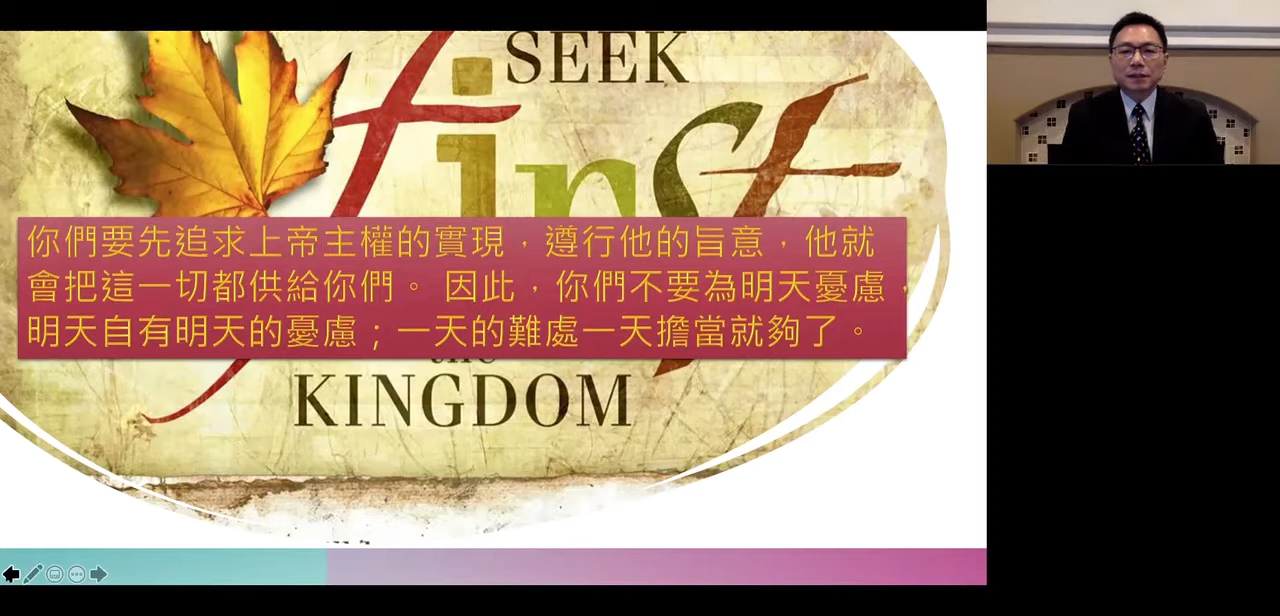 SEEK
first
你們要先追求上帝主權的實現，遵行他的旨意，他就
會把這一切都供給你們。 因此，你們不要為明天憂慮，
明天自有明天的憂慮；一天的難處一天擔當就夠了。
the
KINGDOM